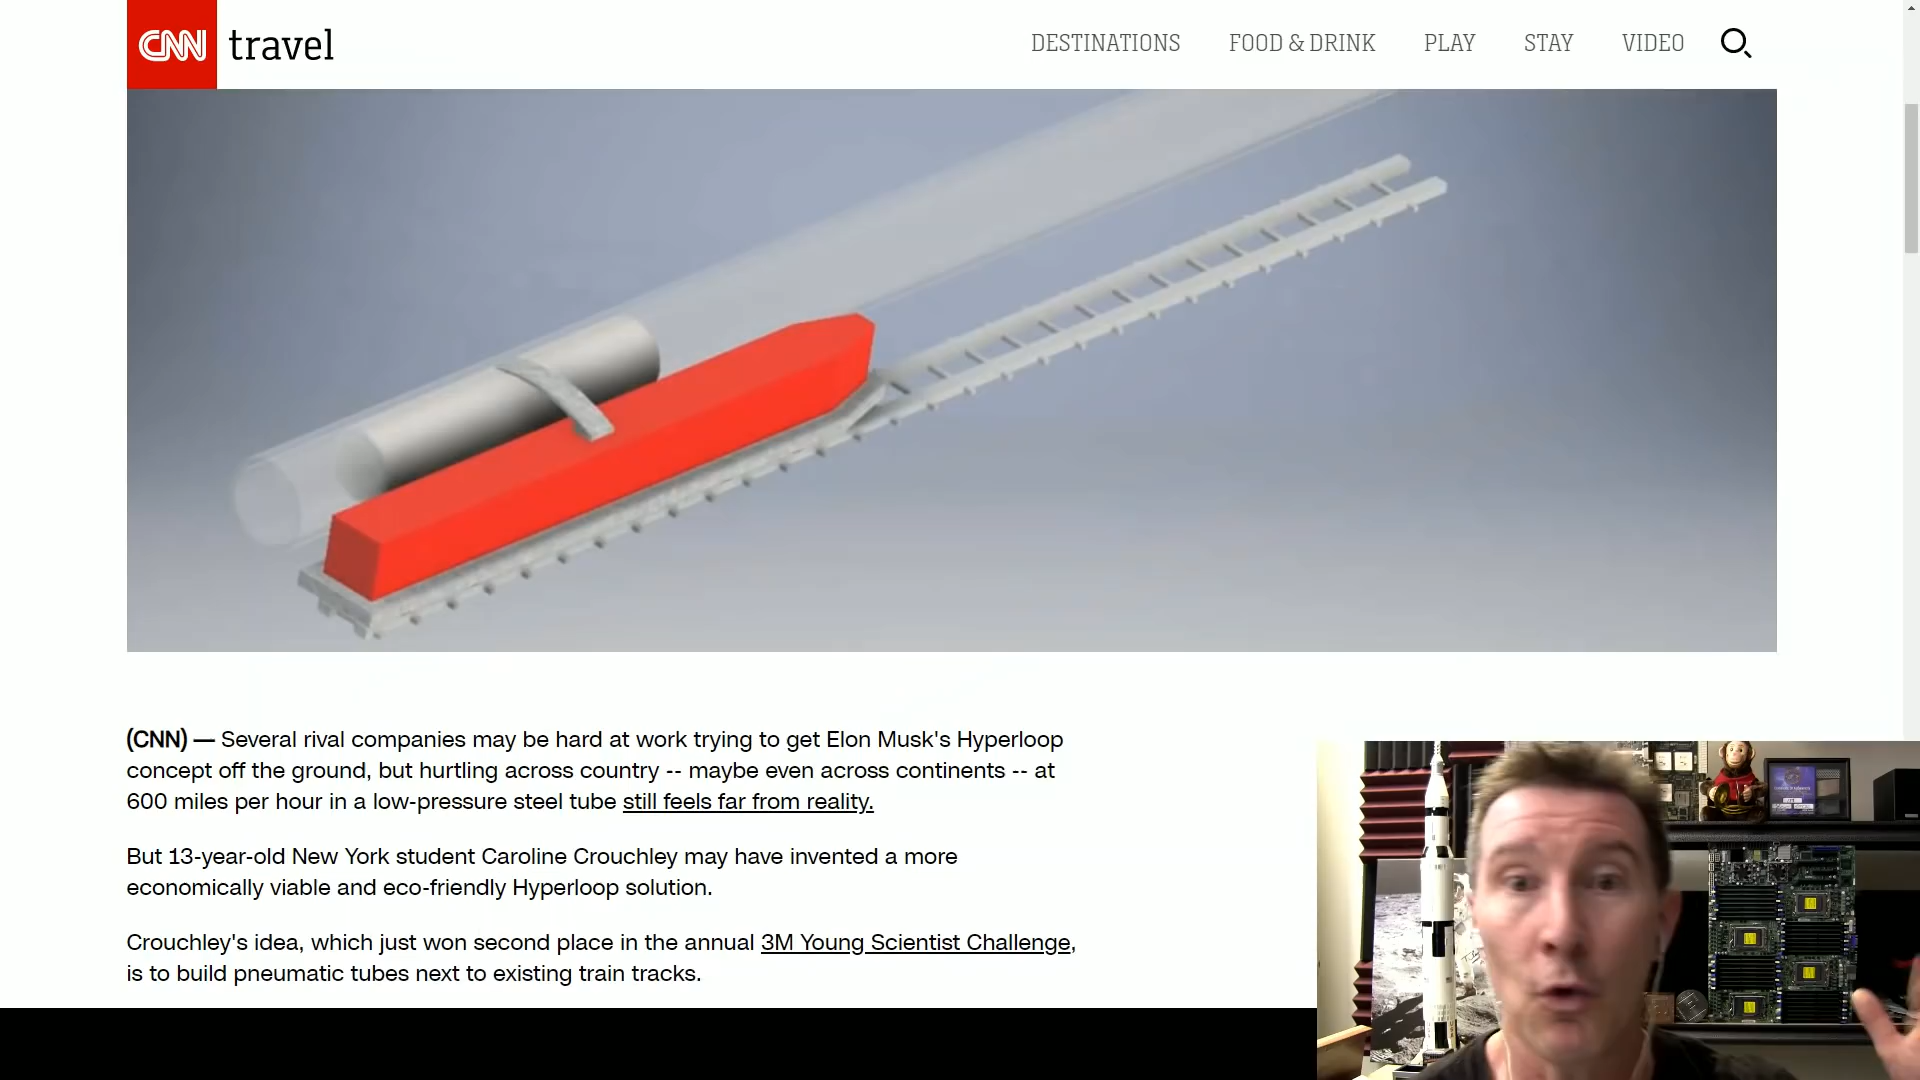 CNN travel
DESTINATIONS FOOD & DRINK PLAY STAY VIDEO
(CNN) — Several rival companies may be hard at work trying to get Elon Musk's Hyperloop
concept off the ground, but hurtling across country -- maybe even across continents -- at
600 miles per hour in a low-pressure steel tube still feels far from reality.
But 13-year-old New York student Caroline Crouchley may have invented a more
economically viable and eco-friendly Hyperloop solution.
Crouchley's idea, which just won second place in the annual 3M Young Scientist Challenge,
is to build pneumatic tubes next to existing train tracks.